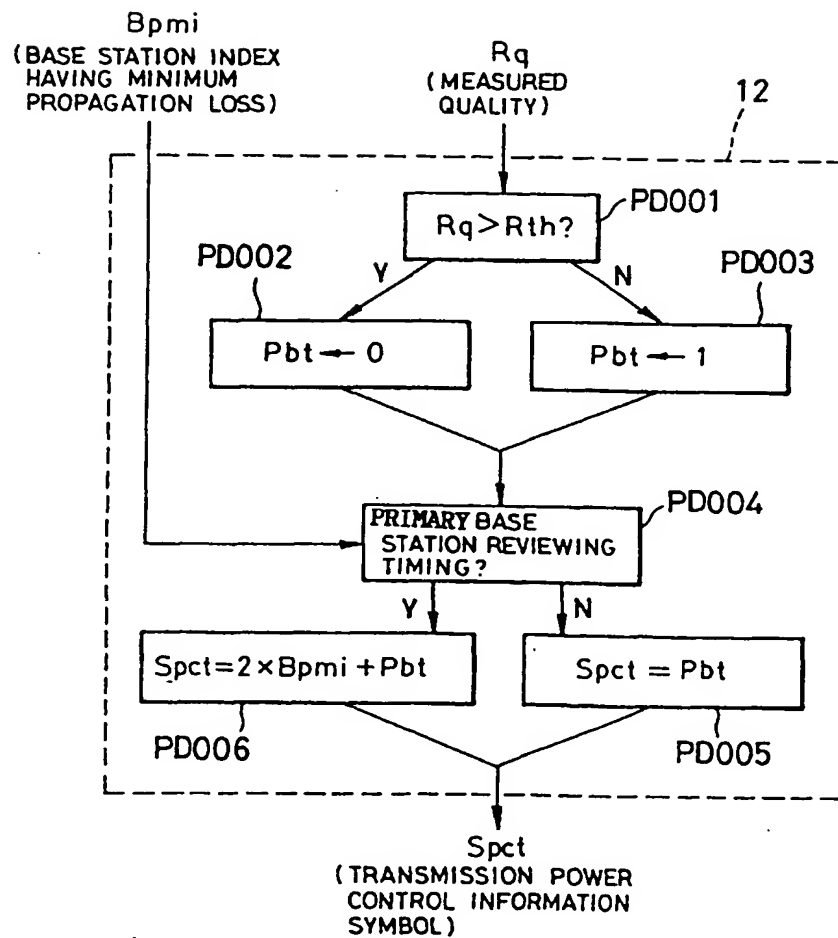 Bpmi
(BASE STATION INDEX
HAVING MINIMUM
PROPAGATION LOSS)
Rq
(MEASURED
QUALITY)
12
Rq>Rth?
PD001
PD002
Y
N
PD003
Pbt←0
Pbt←1
PD004
PRIMARY BASE
STATION REVIEWING
TIMING?
Y
N
Spct=2×Bpmi+Pbt
Spct = Pbt
PD006
PD005
Spct
(TRANSMISSION POWER
CONTROL INFORMATION
SYMBOL)